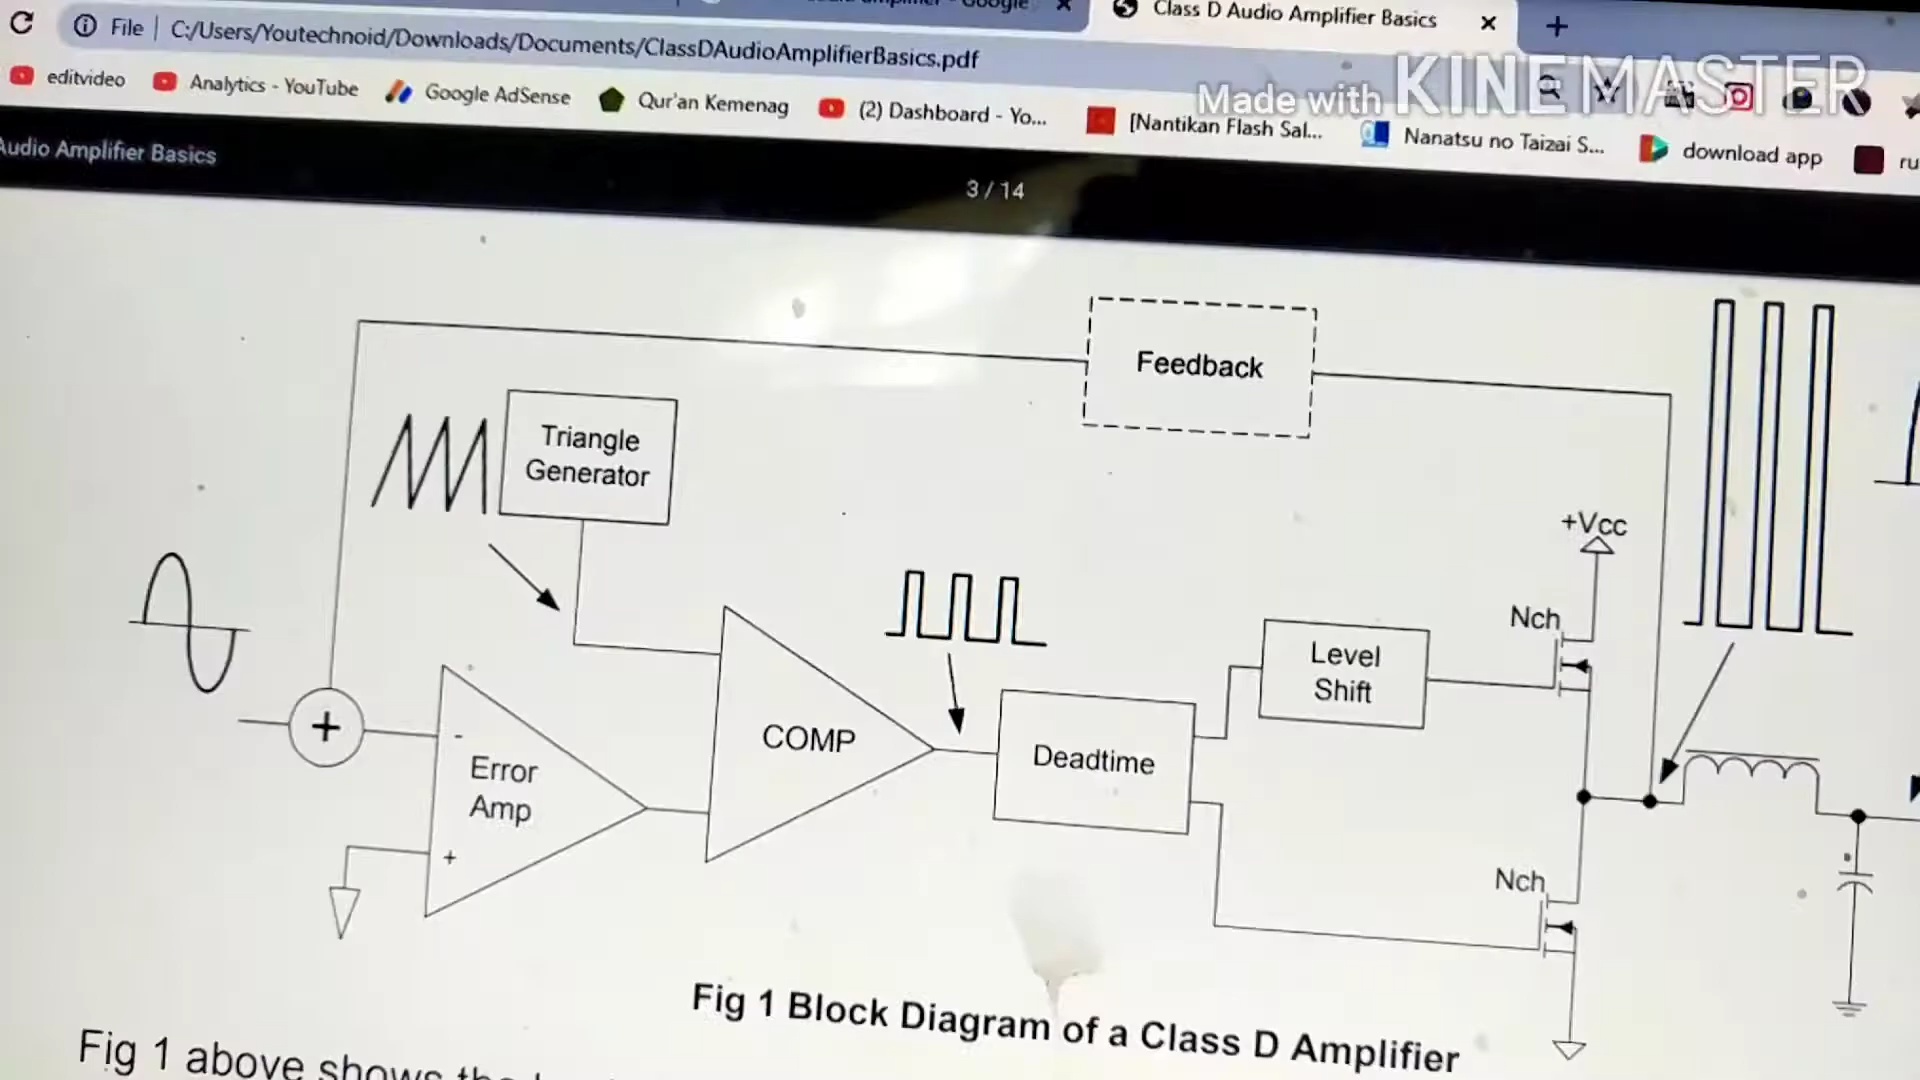 Google
Class D Audio Amplifier Basics
File
C:/Users/Youtechnoid/Downloads/Documents/ClassDAudioAmplifierBasics.pdf
Made with KINEMASTER
editvideo
Analytics - YouTube
Google AdSense
Qur'an Kemenag
(2) Dashboard - Yo...
[Nantikan Flash Sal...
Nanatsu no Taizai S...
download app
ru
Audio Amplifier Basics
3 / 14
Feedback
Triangle
Generator
+Vcc
Nch
Level
Shift
+
COMP
Deadtime
-
Error
Amp
+
Nch
Fig 1 Block Diagram of a Class D Amplifier
Fig 1 above shows